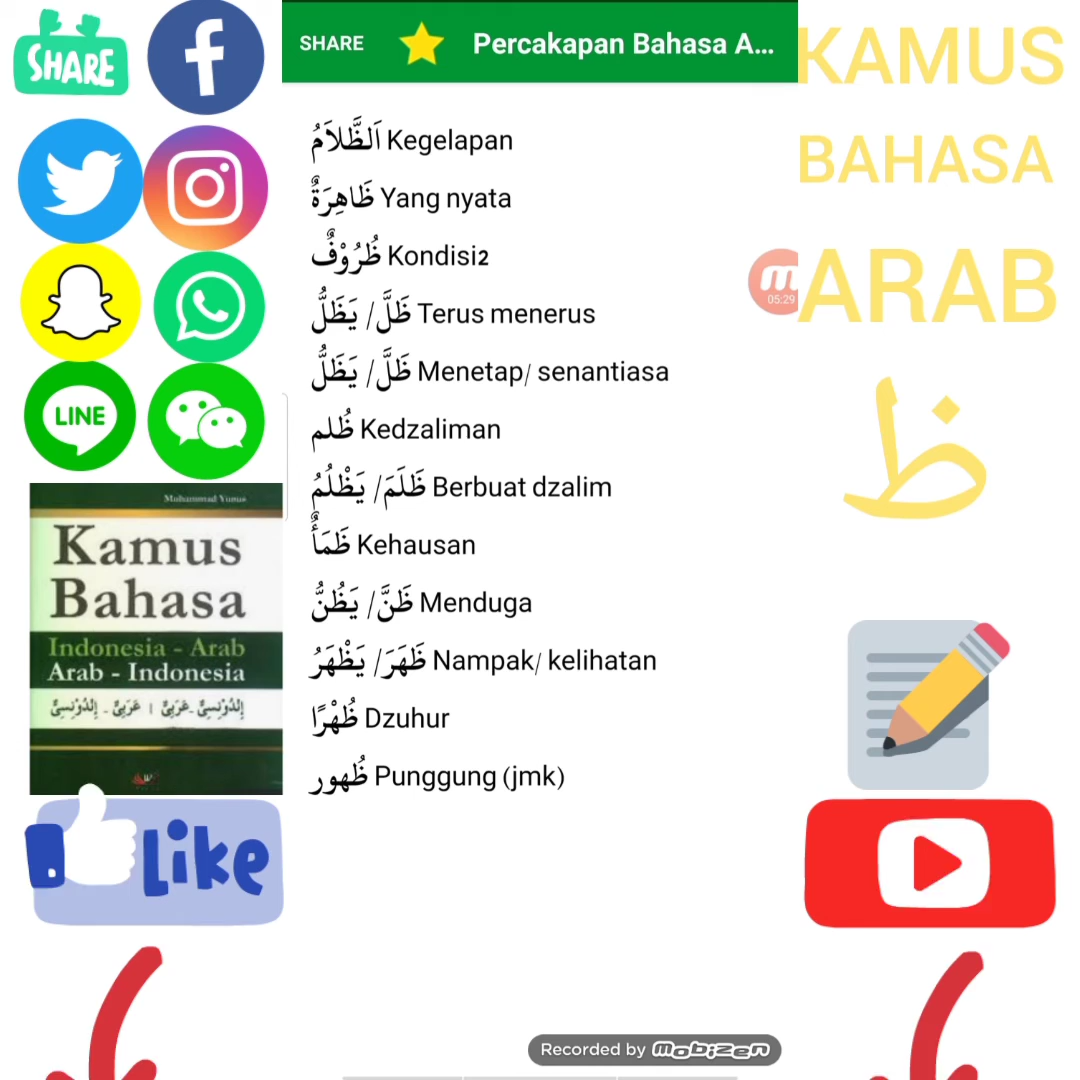 SHARE
SHARE
Percakapan Bahasa A...
KAMUS
BAHASA
ARAB
05:29
ظ
اَلظَّلاَمُ Kegelapan
ظَاهِرَةٌ Yang nyata
ظُرُوْفٌ Kondisi2
ظَلَّ/ يَظَلُّ Terus menerus
ظَلَّ/ يَظَلُّ Menetap/ senantiasa
ظُلم Kedzaliman
ظَلَمَ/ يَظْلُمُ Berbuat dzalim
ظَمَأٌ Kehausan
ظَنَّ/ يَظُنُّ Menduga
ظَهَرَ/ يَظْهَرُ Nampak/ kelihatan
ظُهْرًا Dzuhur
ظُهور Punggung (jmk)
LINE
Muhammad Yunus
Kamus
Bahasa
Indonesia - Arab
Arab - Indonesia
إِنْدُوْنِسِيٌّ - عَرَبِيٌّ | عَرَبِيٌّ - إِنْدُوْنِسِيٌّ
Like
Recorded by mobizen